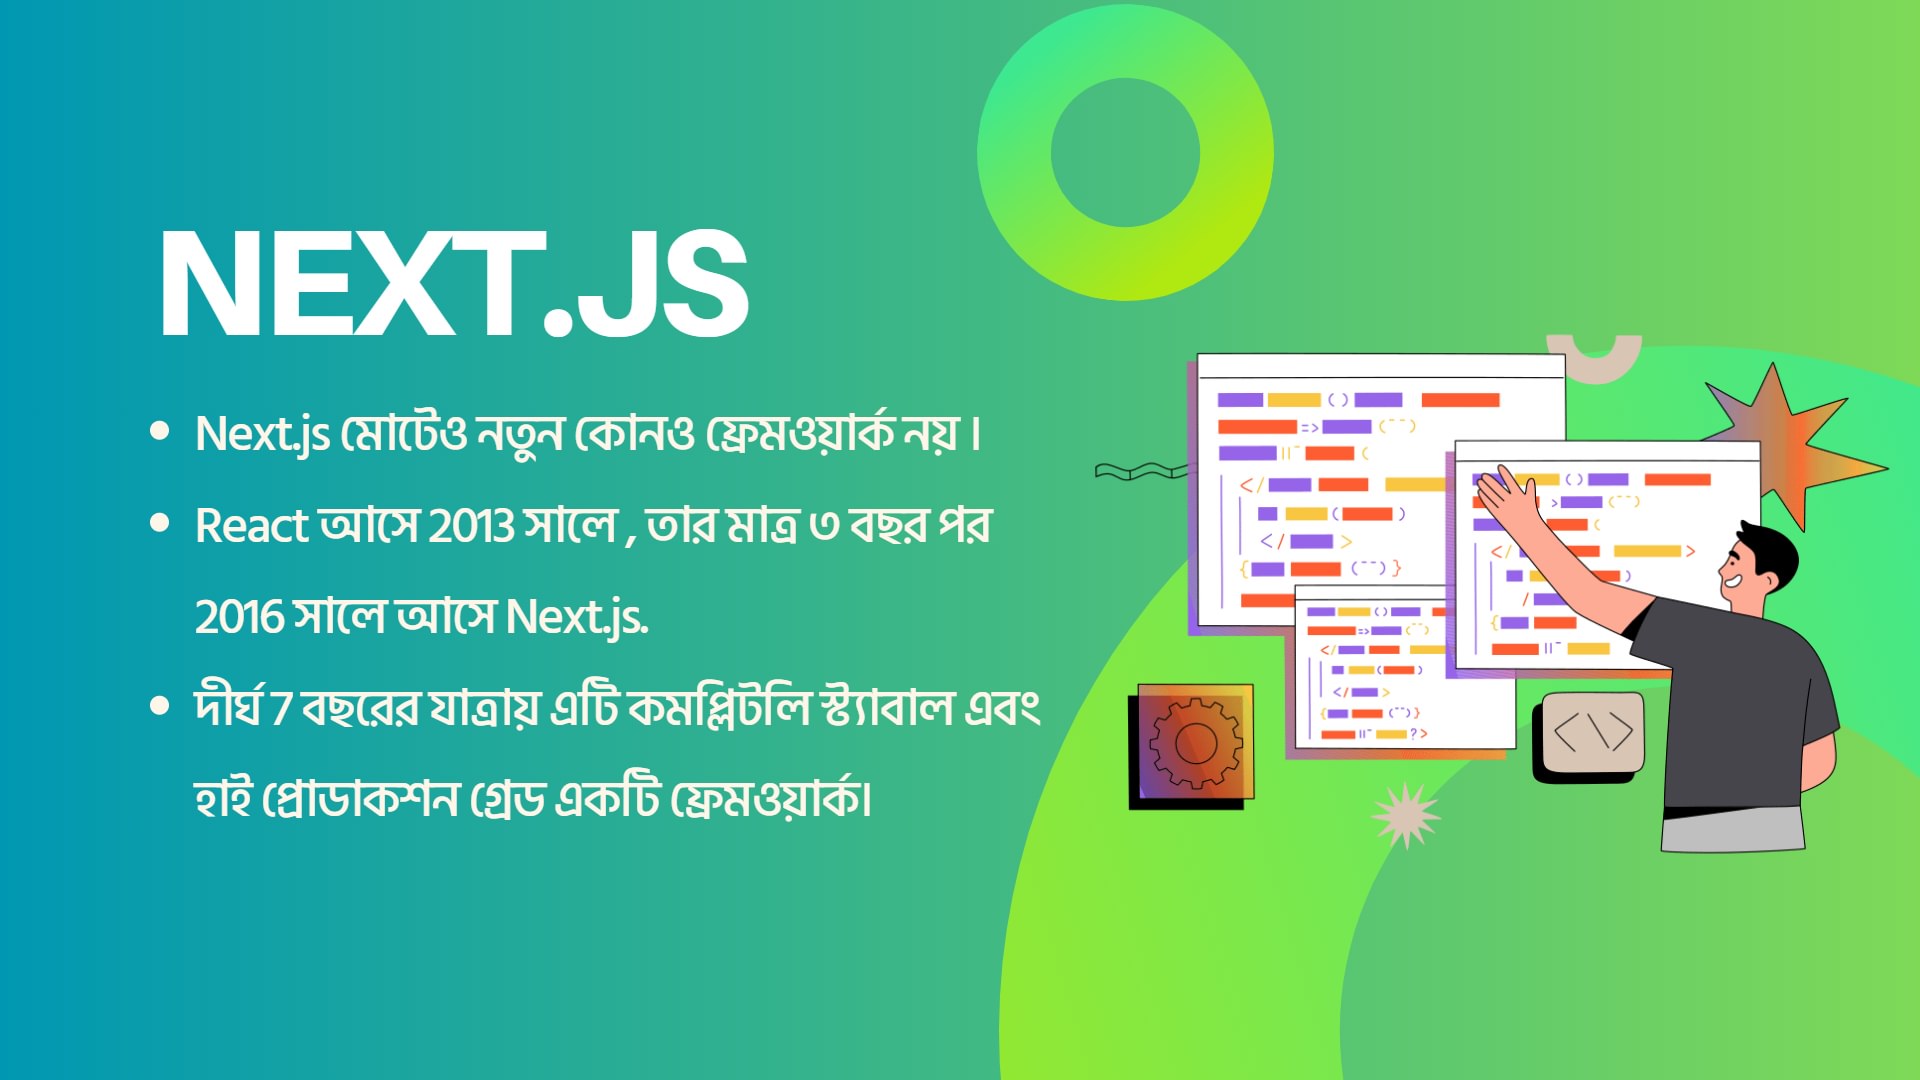 NEXT.JS
Next.js মোটেও নতুন কোনও ফ্রেমওয়ার্ক নয় ।
React আসে 2013 সালে , তার মাত্র ৩ বছর পর
2016 সালে আসে Next.js.
দীর্ঘ 7 বছরের যাত্রায় এটি কমপ্লিটলি স্ট্যাবাল এবং
হাই প্রোডাকশন গ্রেড একটি ফ্রেমওয়ার্ক।